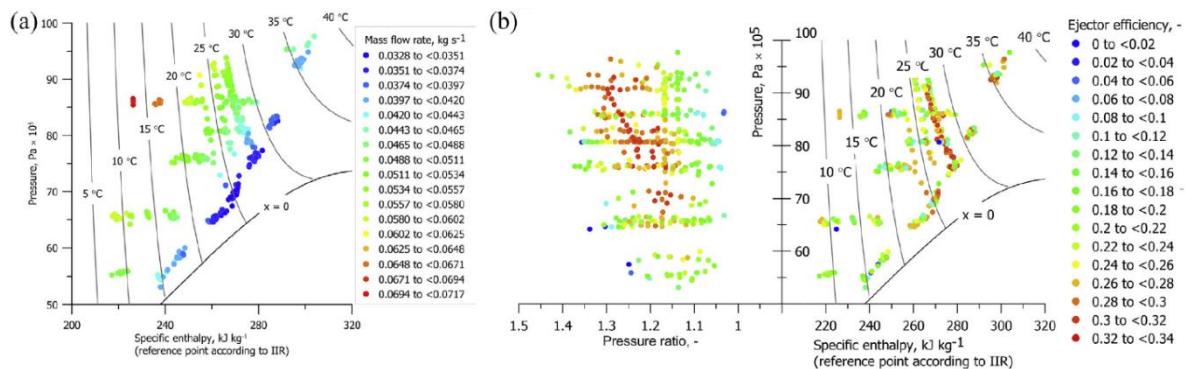 (a)
100
90
80
70
60
50
Pressure, Pa × 10⁵
5 °C
10 °C
15 °C
20 °C
25 °C
30 °C
35 °C
40 °C
x = 0
200
220
240
260
280
300
320
Specific enthalpy, kJ kg⁻¹
(reference point according to IIR)
Mass flow rate, kg s⁻¹
0.0328 to <0.0351
0.0351 to <0.0374
0.0374 to <0.0397
0.0397 to <0.0420
0.0420 to <0.0443
0.0443 to <0.0465
0.0465 to <0.0488
0.0488 to <0.0511
0.0511 to <0.0534
0.0534 to <0.0557
0.0557 to <0.0580
0.0580 to <0.0602
0.0602 to <0.0625
0.0625 to <0.0648
0.0648 to <0.0671
0.0671 to <0.0694
0.0694 to <0.0717
(b)
1.5
1.4
1.3
1.2
1.1
1
Pressure ratio, -
100
90
80
70
60
Pressure, Pa × 10⁵
10 °C
15 °C
20 °C
25 °C
30 °C
35 °C
40 °C
x = 0
220
240
260
280
300
320
Specific enthalpy, kJ kg⁻¹
(reference point according to IIR)
Ejector efficiency, -
0 to <0.02
0.02 to <0.04
0.04 to <0.06
0.06 to <0.08
0.08 to <0.1
0.1 to <0.12
0.12 to <0.14
0.14 to <0.16
0.16 to <0.18
0.18 to <0.2
0.2 to <0.22
0.22 to <0.24
0.24 to <0.26
0.26 to <0.28
0.28 to <0.3
0.3 to <0.32
0.32 to <0.34